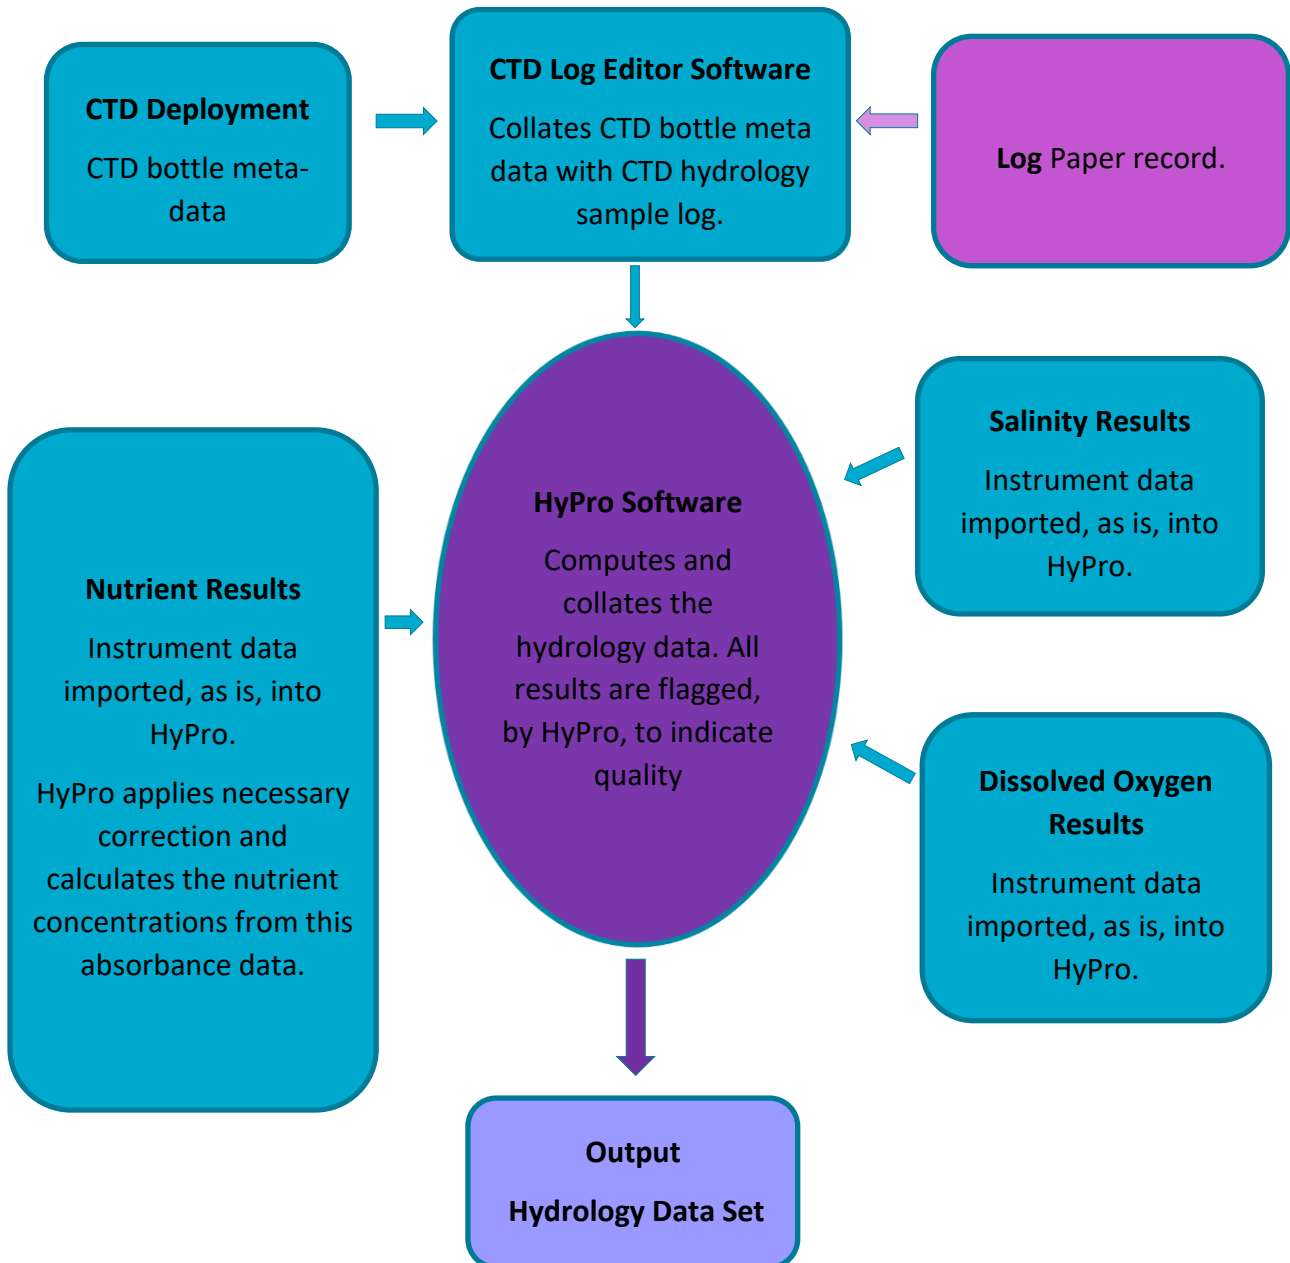 CTD Deployment
CTD bottle meta-
data
CTD Log Editor Software
Collates CTD bottle meta
data with CTD hydrology
sample log.
Log Paper record.
Nutrient Results
Instrument data
imported, as is, into
HyPro.
HyPro applies necessary
correction and
calculates the nutrient
concentrations from this
absorbance data.
HyPro Software
Computes and
collates the
hydrology data. All
results are flagged,
by HyPro, to indicate
quality
Salinity Results
Instrument data
imported, as is, into
HyPro.
Dissolved Oxygen
Results
Instrument data
imported, as is, into
HyPro.
Output
Hydrology Data Set